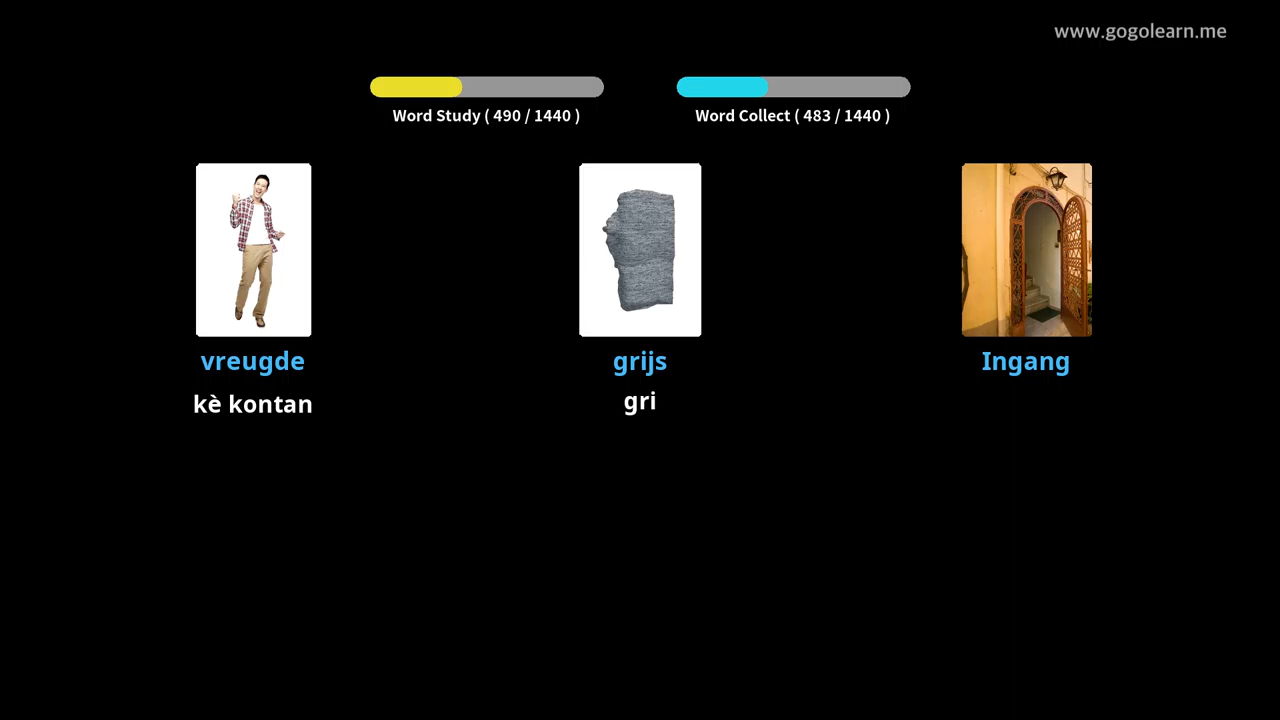 www.gogolearn.me
Word Study ( 490 / 1440 )
Word Collect ( 483 / 1440 )
vreugde
grijs
Ingang
kè kontan
gri